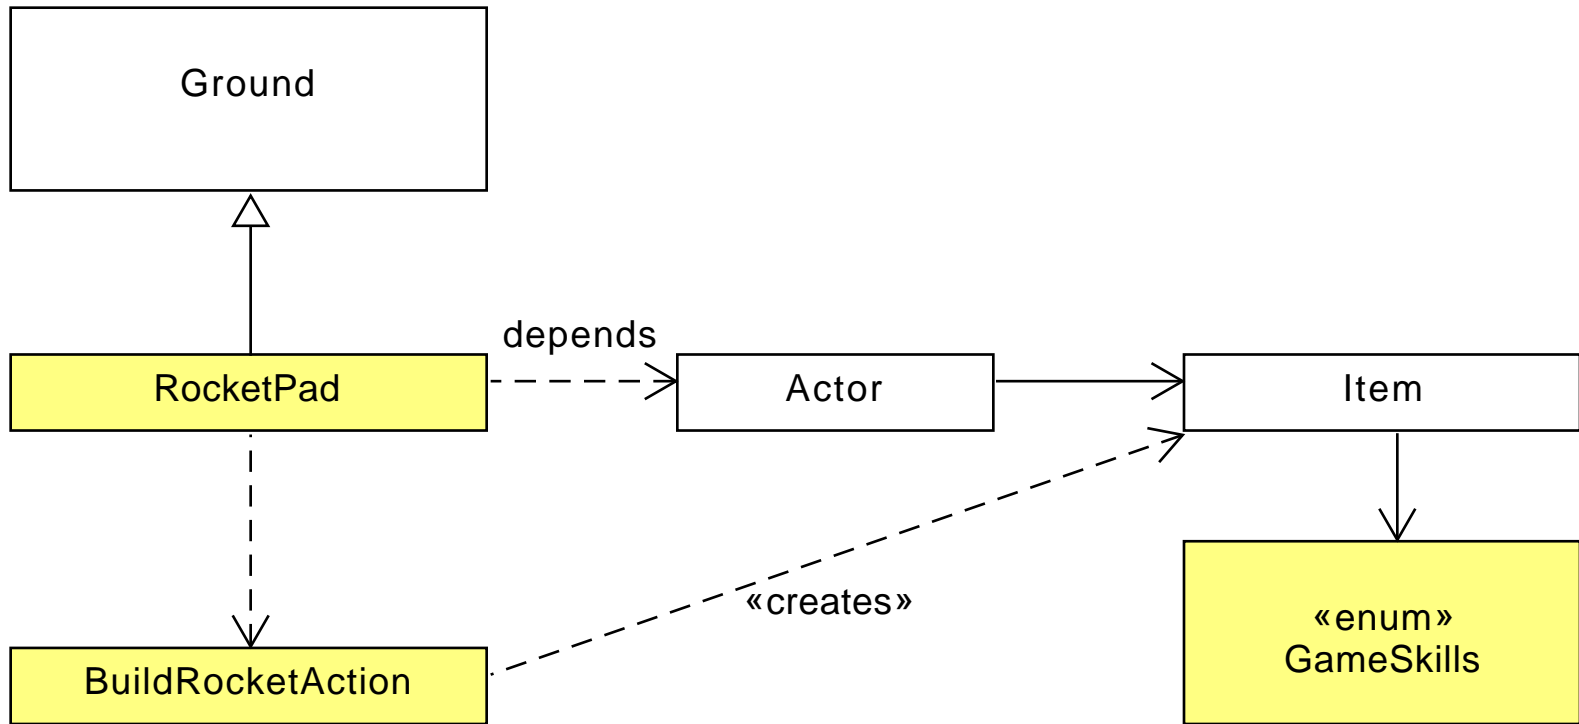 Ground
depends
RocketPad
Actor
Item
«creates»
«enum»
GameSkills
BuildRocketAction